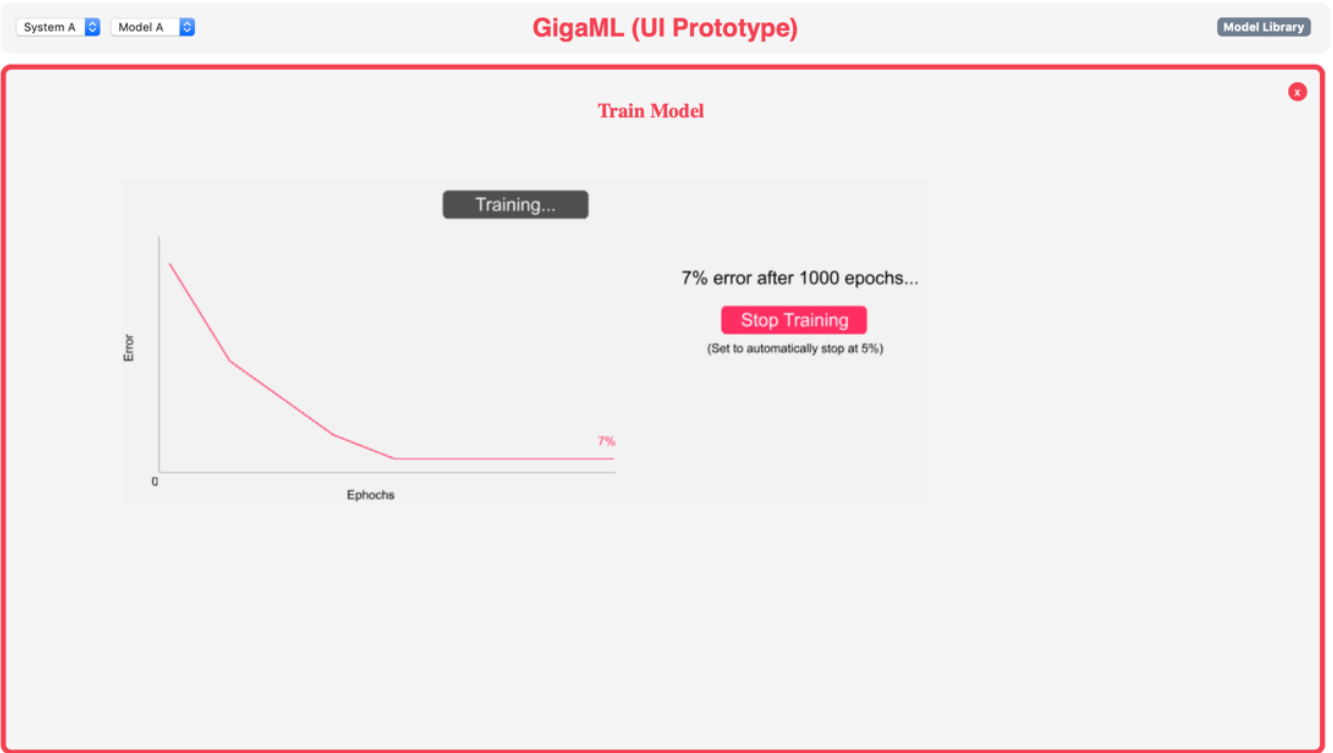 System A
Model A
GigaML (UI Prototype)
Model Library
x
Train Model
Training...
7% error after 1000 epochs...
Stop Training
(Set to automatically stop at 5%)
Error
7%
0
Ephochs